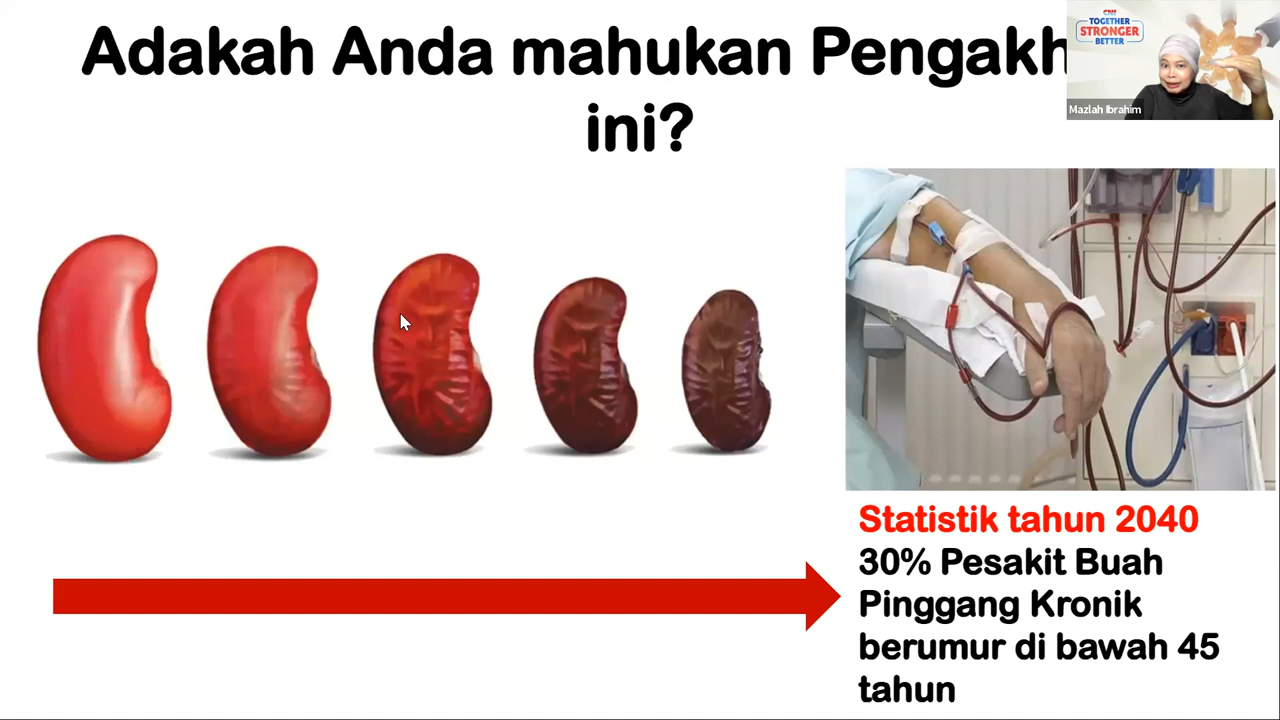 Adakah Anda mahukan Pengakh
ini?
CNI
TOGETHER
STRONGER
BETTER
Mazlah Ibrahim
Statistik tahun 2040
30% Pesakit Buah
Pinggang Kronik
berumur di bawah 45
tahun